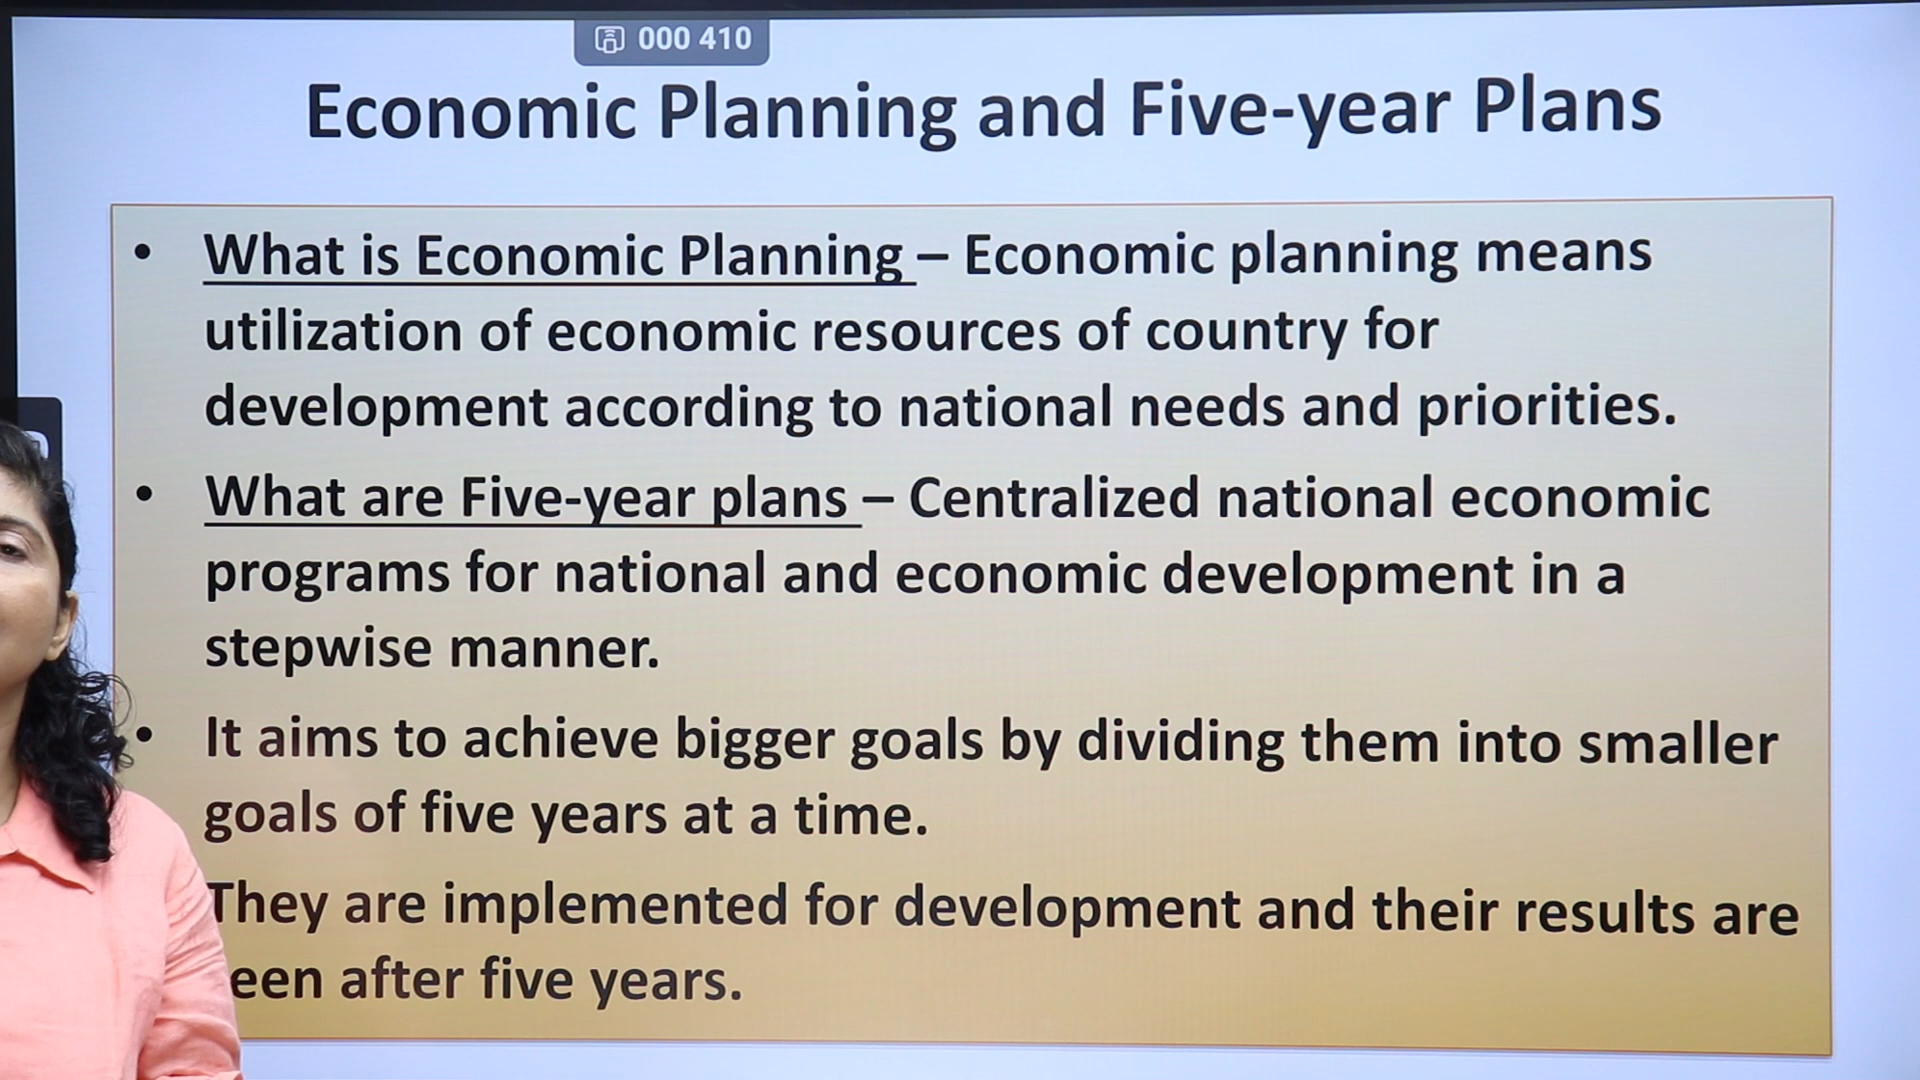 000 410
Economic Planning and Five-year Plans
• What is Economic Planning – Economic planning means
utilization of economic resources of country for
development according to national needs and priorities.
• What are Five-year plans – Centralized national economic
programs for national and economic development in a
stepwise manner.
• It aims to achieve bigger goals by dividing them into smaller
goals of five years at a time.
They are implemented for development and their results are
een after five years.